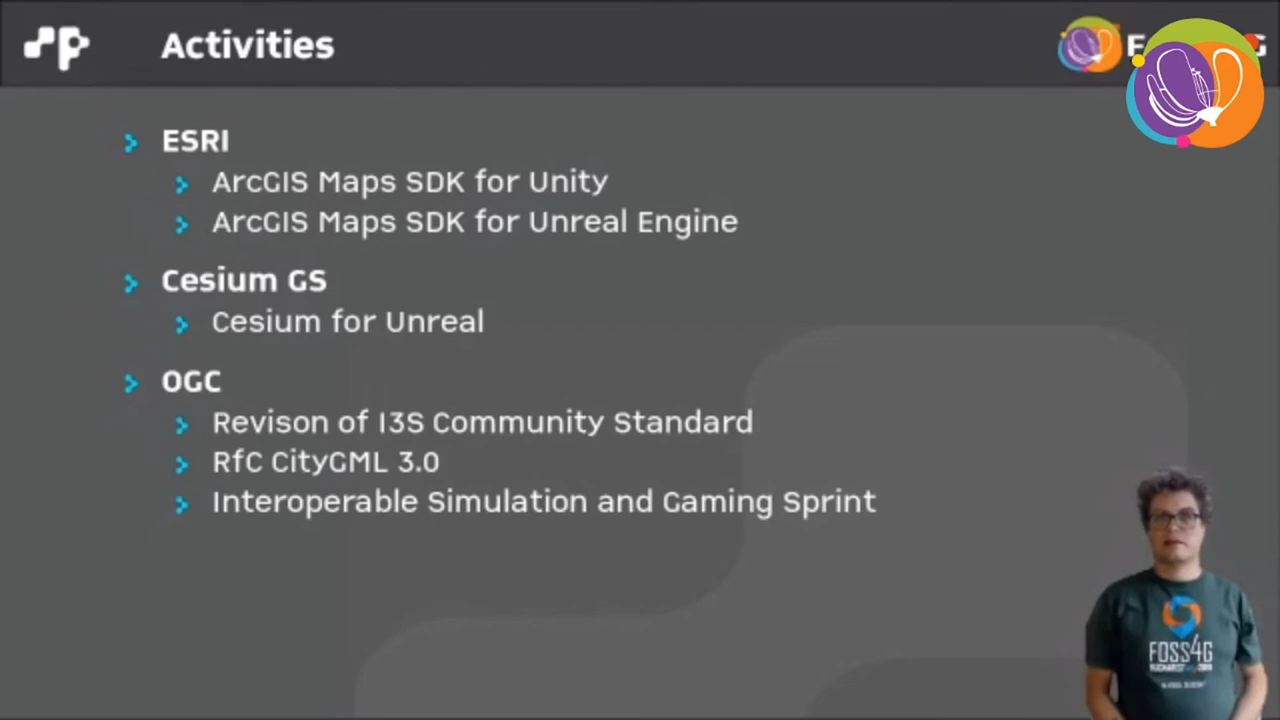 Activities
ESRI
ArcGIS Maps SDK for Unity
ArcGIS Maps SDK for Unreal Engine
Cesium GS
Cesium for Unreal
OGC
Revison of I3S Community Standard
RfC CityGML 3.0
Interoperable Simulation and Gaming Sprint
FOSS4G